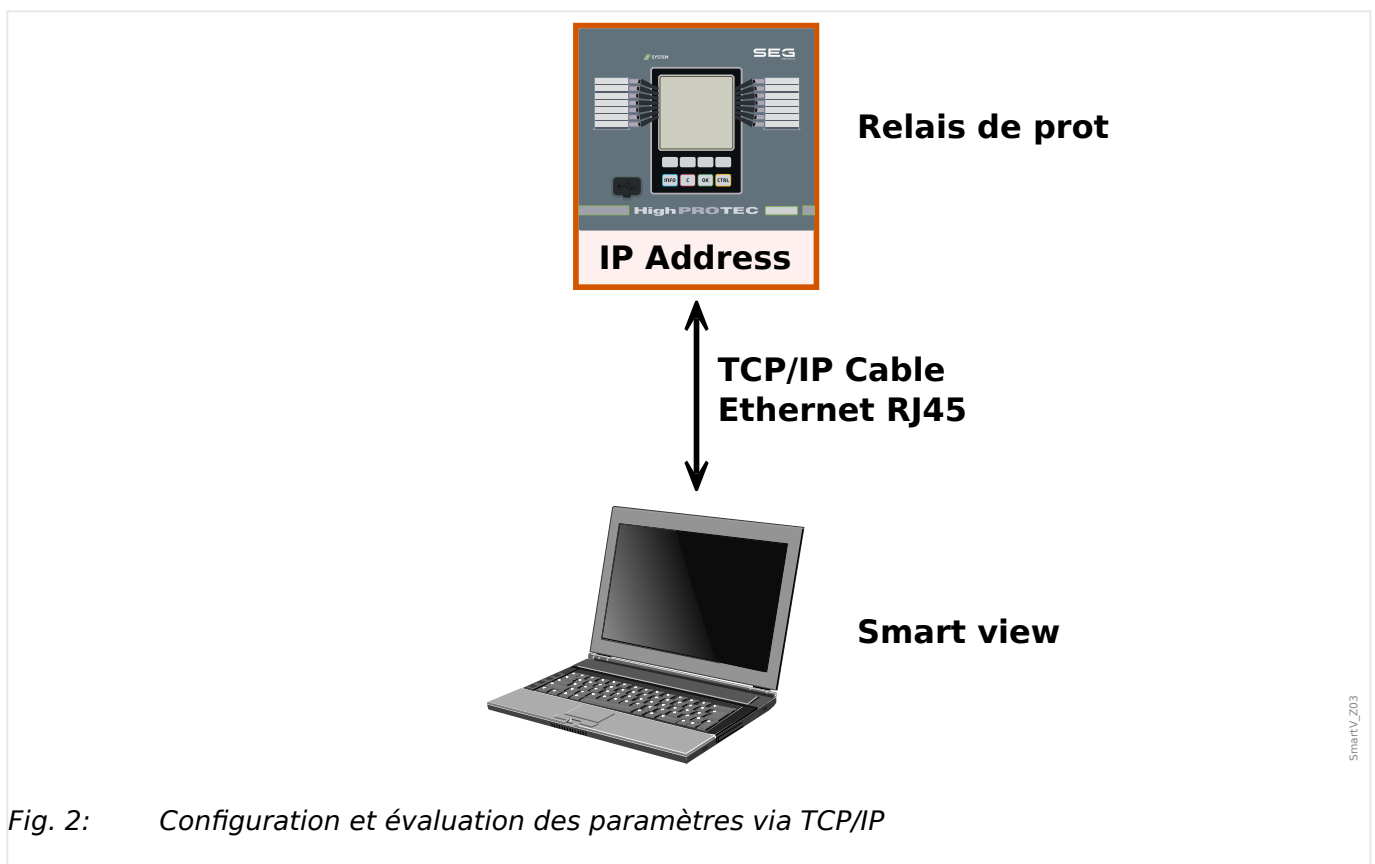 SYSTEM
SEG
INFO
C
OK
CTRL
HighPROTEC
IP Address
Relais de prot
TCP/IP Cable
Ethernet RJ45
Smart view
SmartV_Z03
Fig. 2: Configuration et évaluation des paramètres via TCP/IP